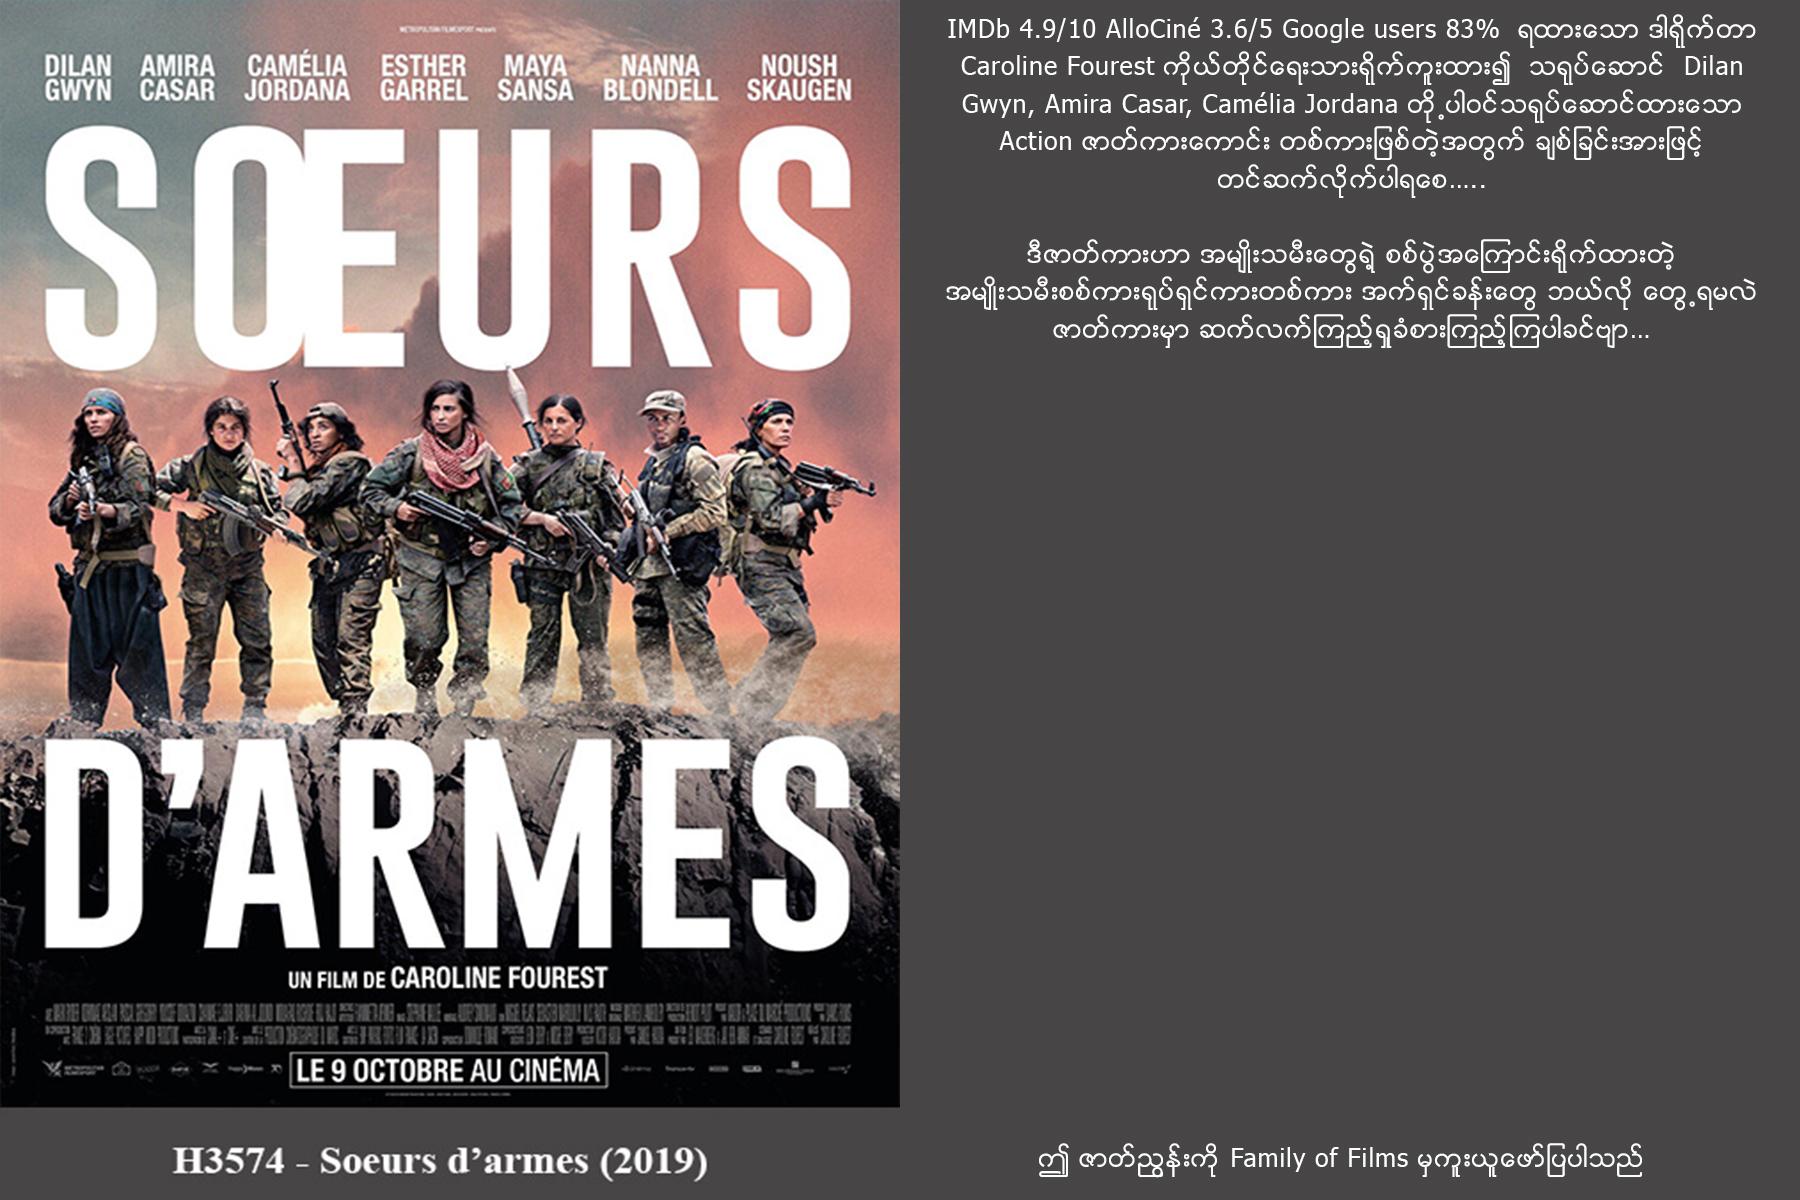 METROPOLITAN FILMEXPORT PRÉSENTE
DILAN GWYN
AMIRA CASAR
CAMÉLIA JORDANA
ESTHER GARREL
MAYA SANSA
NANNA BLONDELL
NOUSH SKAUGEN
SŒURS
D'ARMES
UN FILM DE CAROLINE FOUREST
LE 9 OCTOBRE AU CINÉMA
H3574 - Soeurs d’armes (2019)
IMDb 4.9/10 AlloCiné 3.6/5 Google users 83% ရထားသော ဒါရိုက်တာ
Caroline Fourest ကိုယ်တိုင်ရေးသားရိုက်ကူးထား၍ သရုပ်ဆောင် Dilan
Gwyn, Amira Casar, Camélia Jordana တို့ပါဝင်သရုပ်ဆောင်ထားသော
Action ဇာတ်ကားကောင်း တစ်ကားဖြစ်တဲ့အတွက် ချစ်ခြင်းအားဖြင့်
တင်ဆက်လိုက်ပါရစေ.....
ဒီဇာတ်ကားဟာ အမျိုးသမီးတွေရဲ့ စစ်ပွဲအကြောင်းရိုက်ထားတဲ့
အမျိုးသမီးစစ်ကားရုပ်ရှင်ကားတစ်ကား အက်ရှင်ခန်းတွေ ဘယ်လို တွေ့ရမလဲ
ဇာတ်ကားမှာ ဆက်လက်ကြည့်ရှုခံစားကြည့်ကြပါခင်ဗျာ...
ဤ ဇာတ်ညွှန်းကို Family of Films မှကူးယူဖော်ပြပါသည်